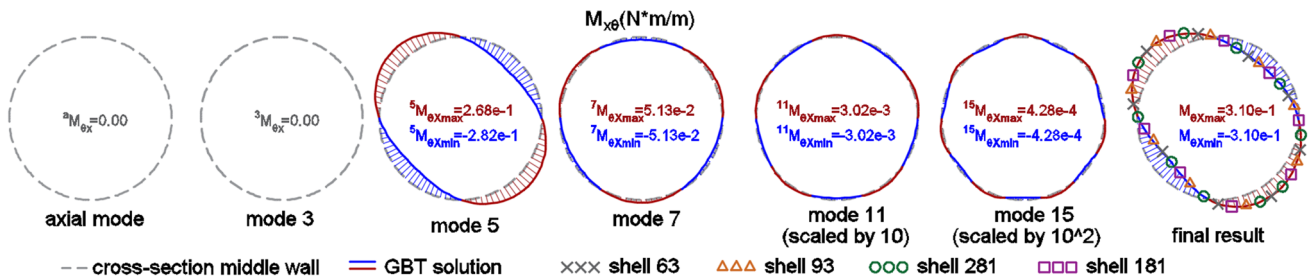 Mxθ(N*m/m)
ᵃMθx=0.00
³Mθx=0.00
⁵MθXmax=2.68e-1
⁵MθXmin=-2.82e-1
⁷MθXmax=5.13e-2
⁷MθXmin=-5.13e-2
¹¹MθXmax=3.02e-3
¹¹MθXmin=-3.02e-3
¹⁵MθXmax=4.28e-4
¹⁵MθXmin=-4.28e-4
MθXmax=3.10e-1
MθXmin=-3.10e-1
axial mode
mode 3
mode 5
mode 7
mode 11
(scaled by 10)
mode 15
(scaled by 10^2)
final result
cross-section middle wall
GBT solution
shell 63
shell 93
shell 281
shell 181